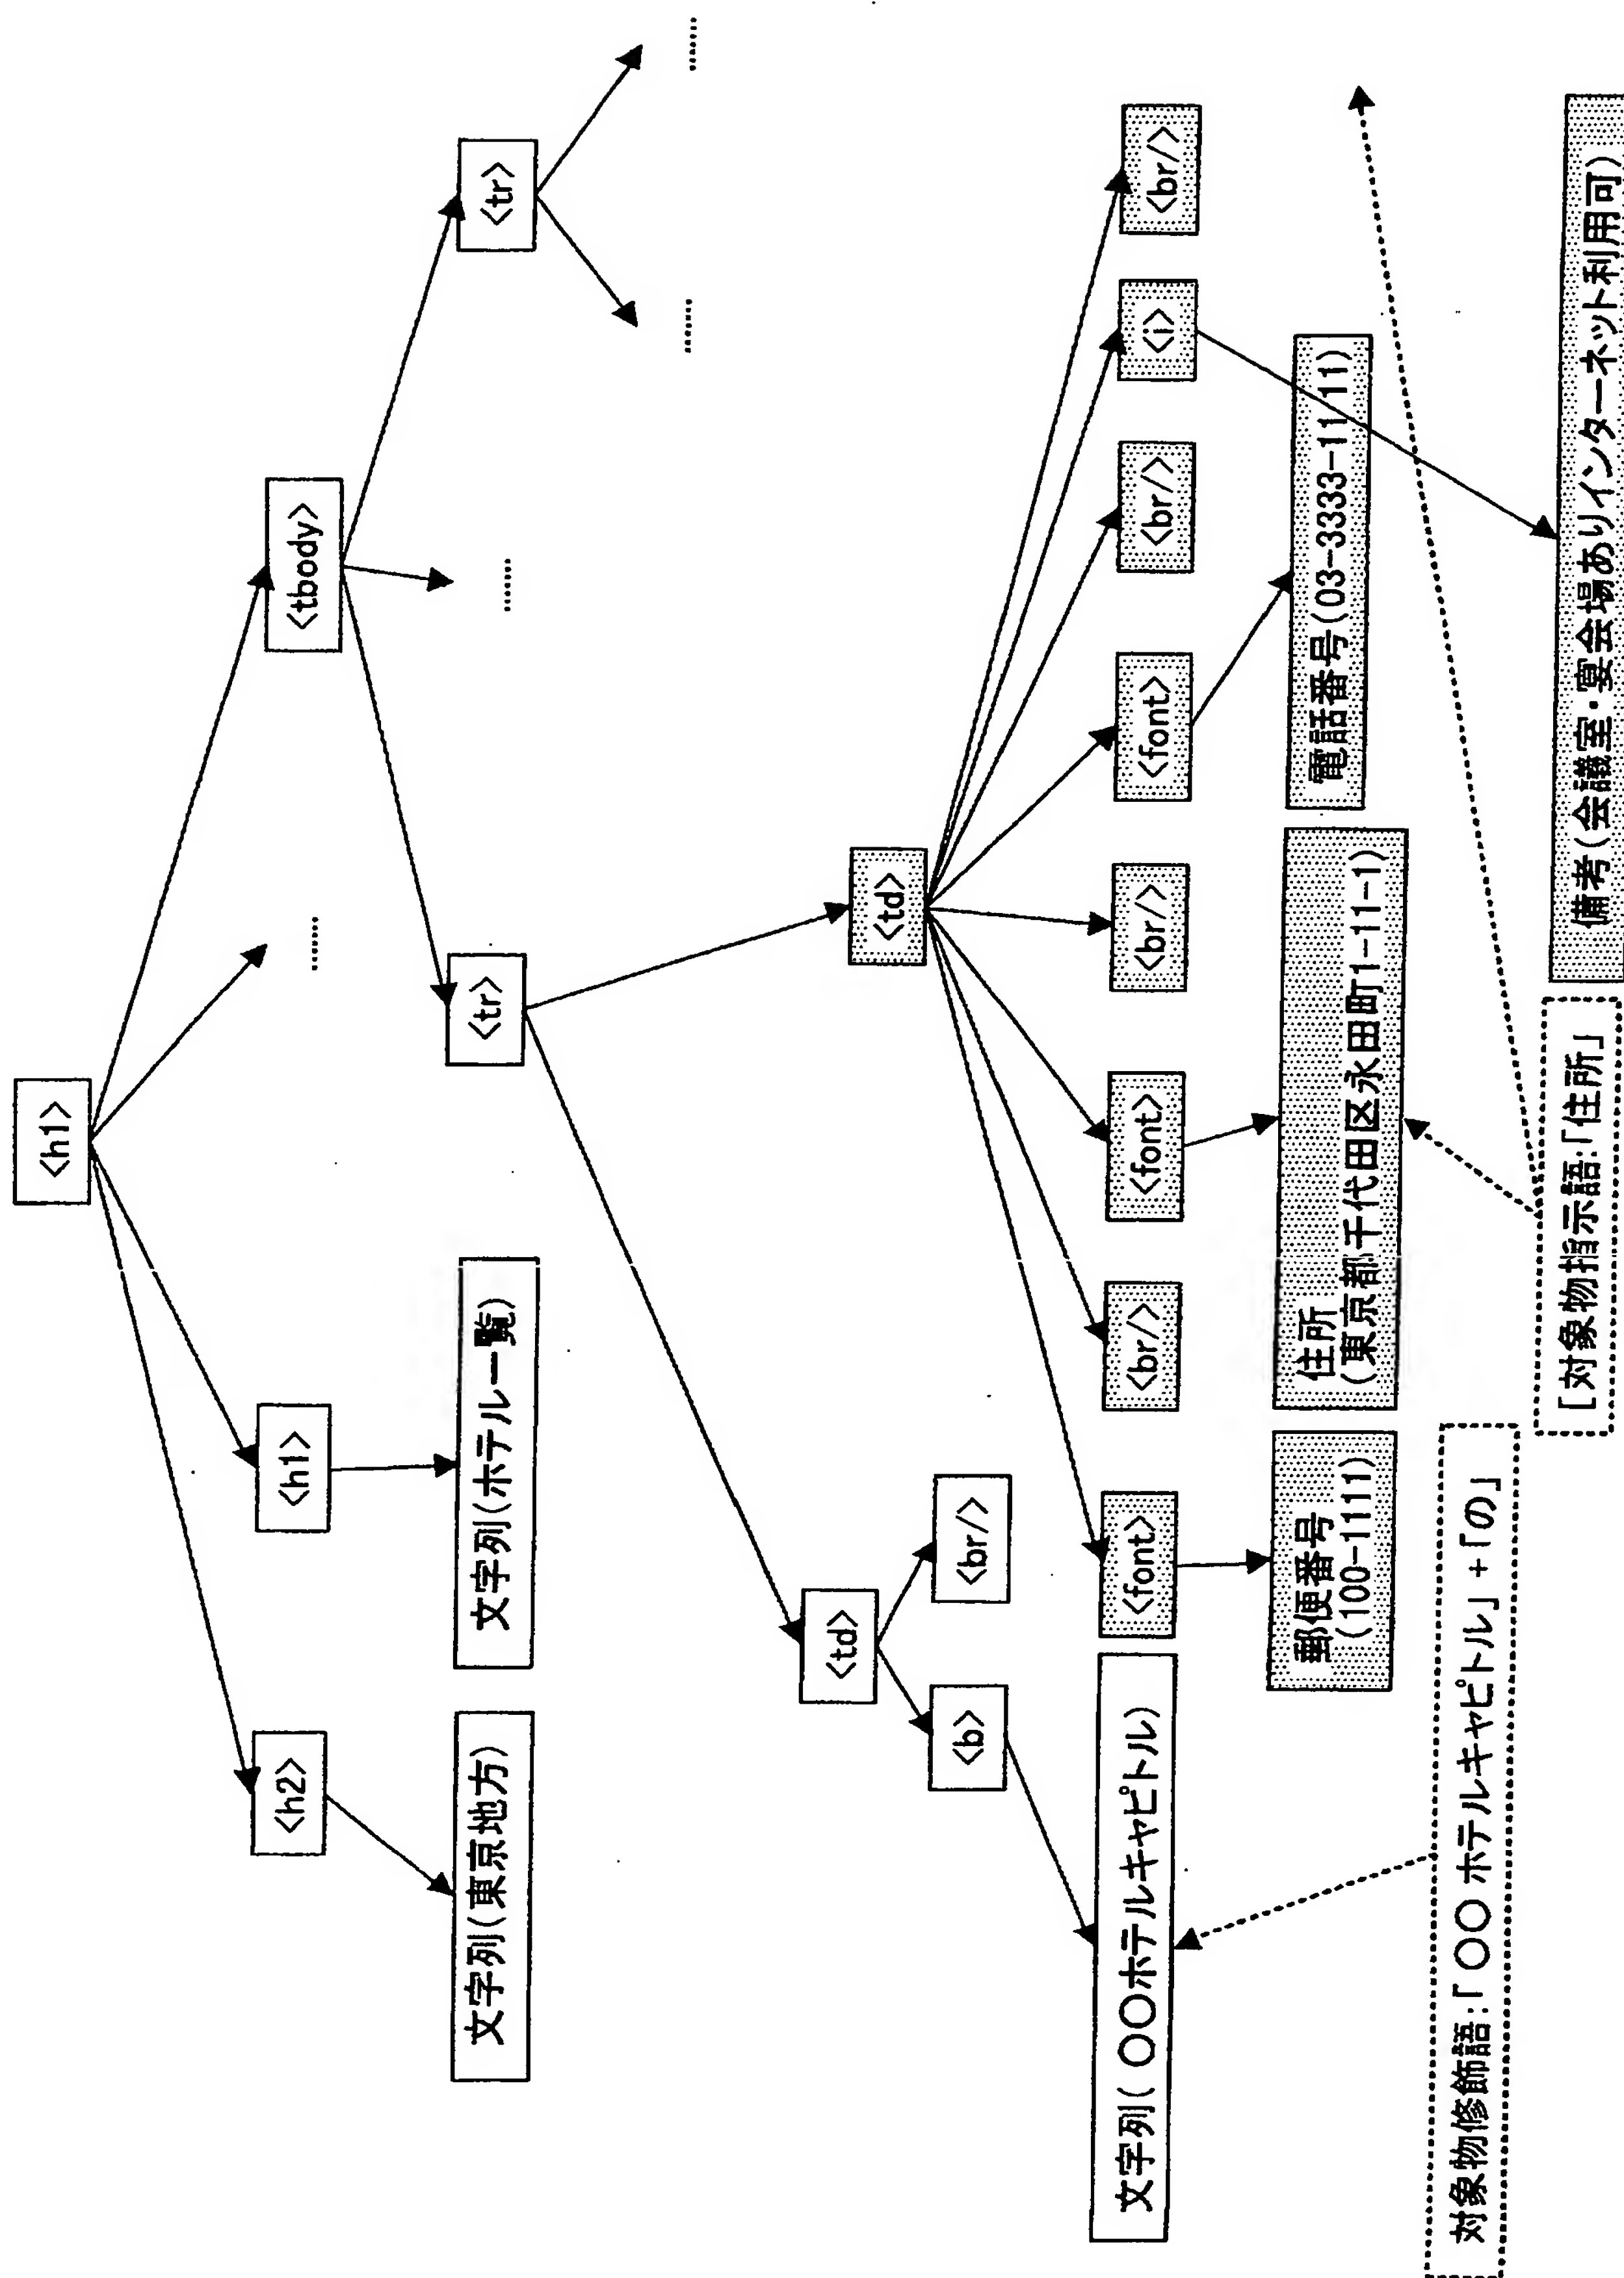 <h1>
<h2>
<h1>
......
<tbody>
文字列(東京地方)
文字列(ホテル一覧)
<tr>
......
<tr>
......
......
<td>
<td>
<b>
<br/>
文字列( 〇〇ホテルキャピトル)
<font>
<br/>
<font>
<br/>
<font>
<br/>
<i>
<br/>
郵便番号
(100-1111)
住所
(東京都千代田区永田町1-11-1)
電話番号(03-3333-1111)
対象物修飾語:「 〇〇 ホテルキャピトル」+「の」
[対象物指示語:「住所」
備考(会議室・宴会場ありインターネット利用可)